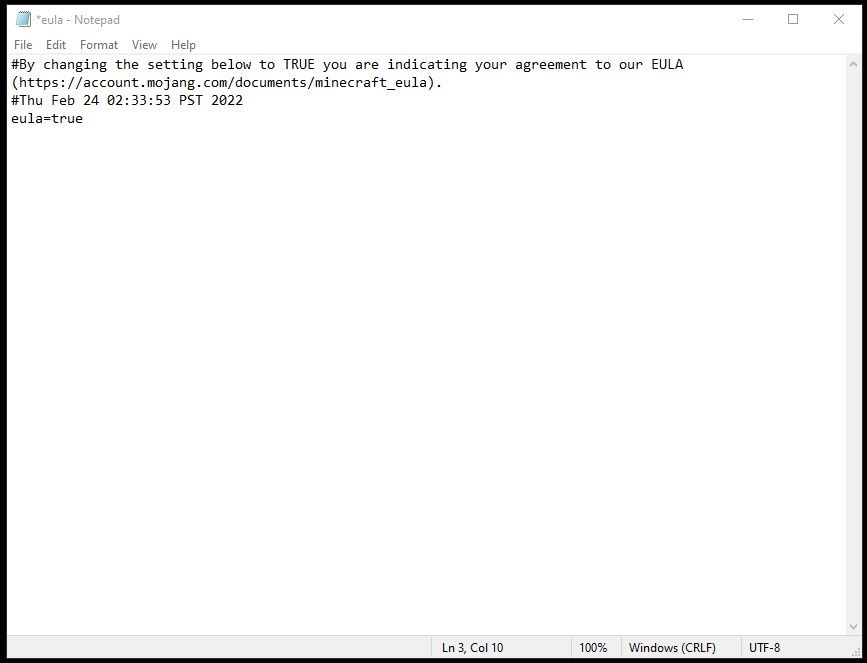 *eula - Notepad
File Edit Format View Help
#By changing the setting below to TRUE you are indicating your agreement to our EULA
(https://account.mojang.com/documents/minecraft_eula).
#Thu Feb 24 02:33:53 PST 2022
eula=true
Ln 3, Col 10 100% Windows (CRLF) UTF-8